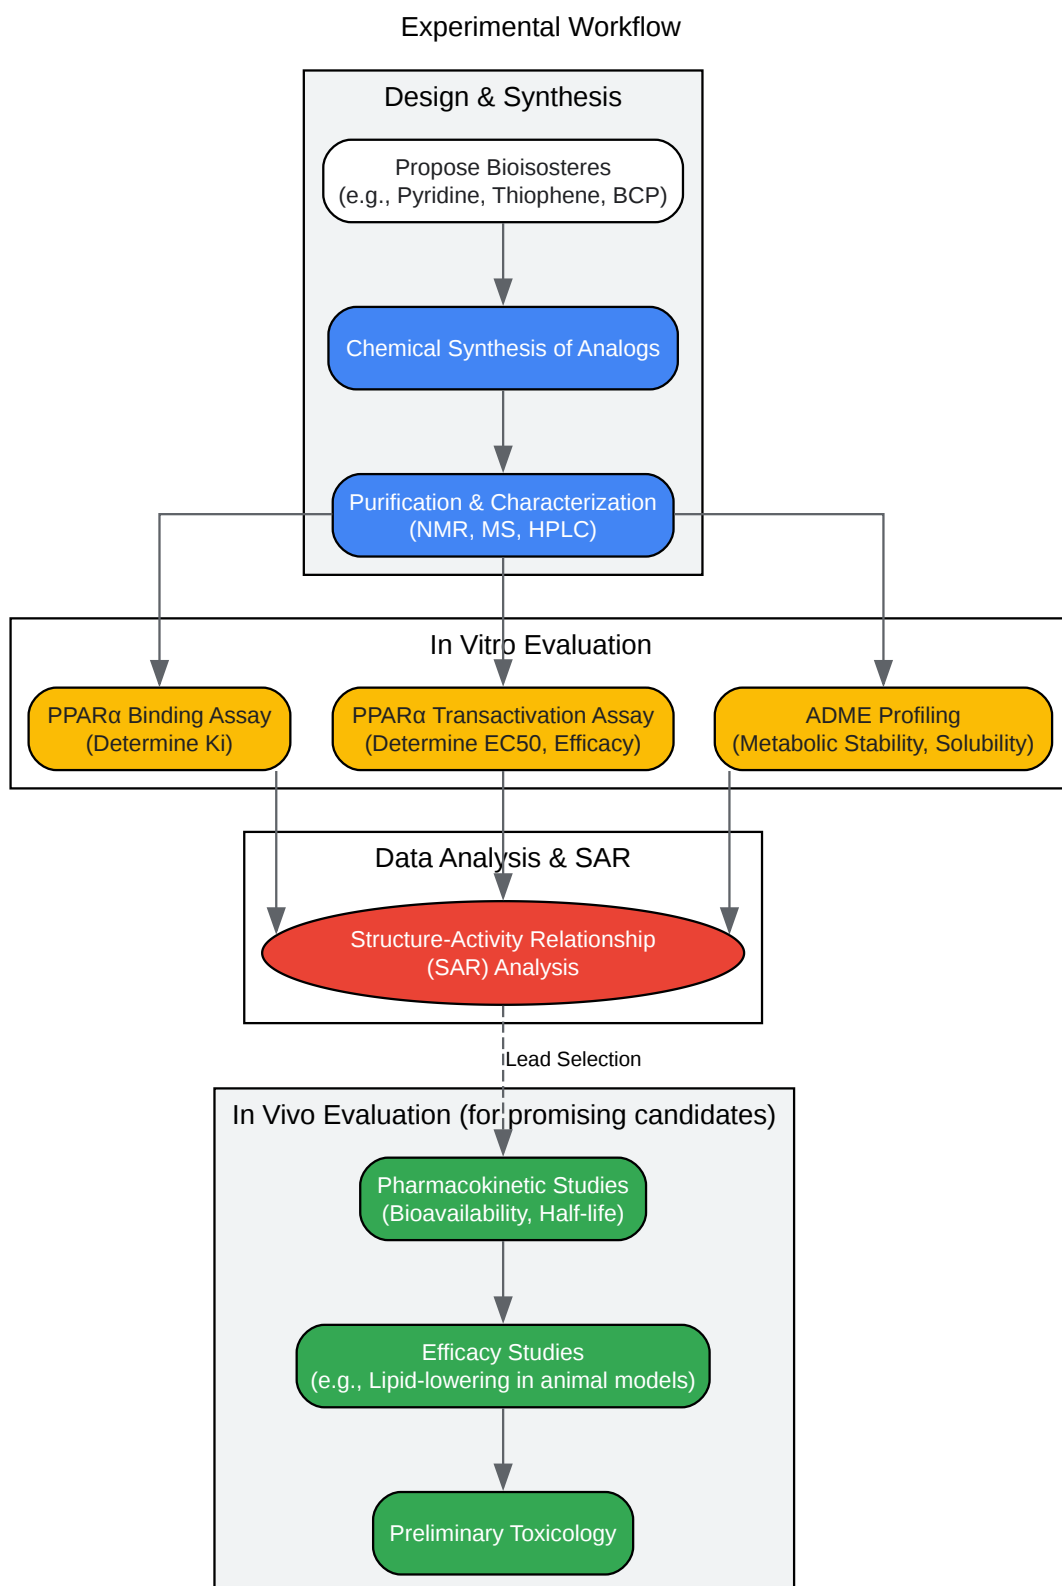 Experimental Workflow
Design & Synthesis
Propose Bioisosteres
(e.g., Pyridine, Thiophene, BCP)
Chemical Synthesis of Analogs
Purification & Characterization
(NMR, MS, HPLC)
In Vitro Evaluation
PPARα Binding Assay
(Determine Ki)
PPARα Transactivation Assay
(Determine EC50, Efficacy)
ADME Profiling
(Metabolic Stability, Solubility)
Data Analysis & SAR
Structure-Activity Relationship
(SAR) Analysis
Lead Selection
In Vivo Evaluation (for promising candidates)
Pharmacokinetic Studies
(Bioavailability, Half-life)
Efficacy Studies
(e.g., Lipid-lowering in animal models)
Preliminary Toxicology